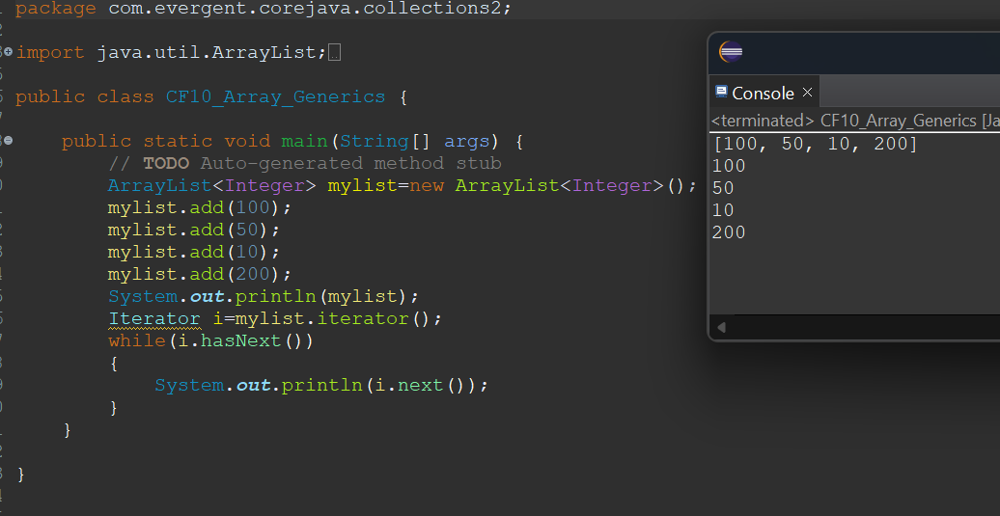 package com.evergent.corejava.collections2;
import java.util.ArrayList;
public class CF10_Array_Generics {
public static void main(String[] args) {
// TODO Auto-generated method stub
ArrayList<Integer> mylist=new ArrayList<Integer>();
mylist.add(100);
mylist.add(50);
mylist.add(10);
mylist.add(200);
System.out.println(mylist);
Iterator i=mylist.iterator();
while(i.hasNext())
{
System.out.println(i.next());
}
}
}
Console ×
<terminated> CF10_Array_Generics [Ja
[100, 50, 10, 200]
100
50
10
200